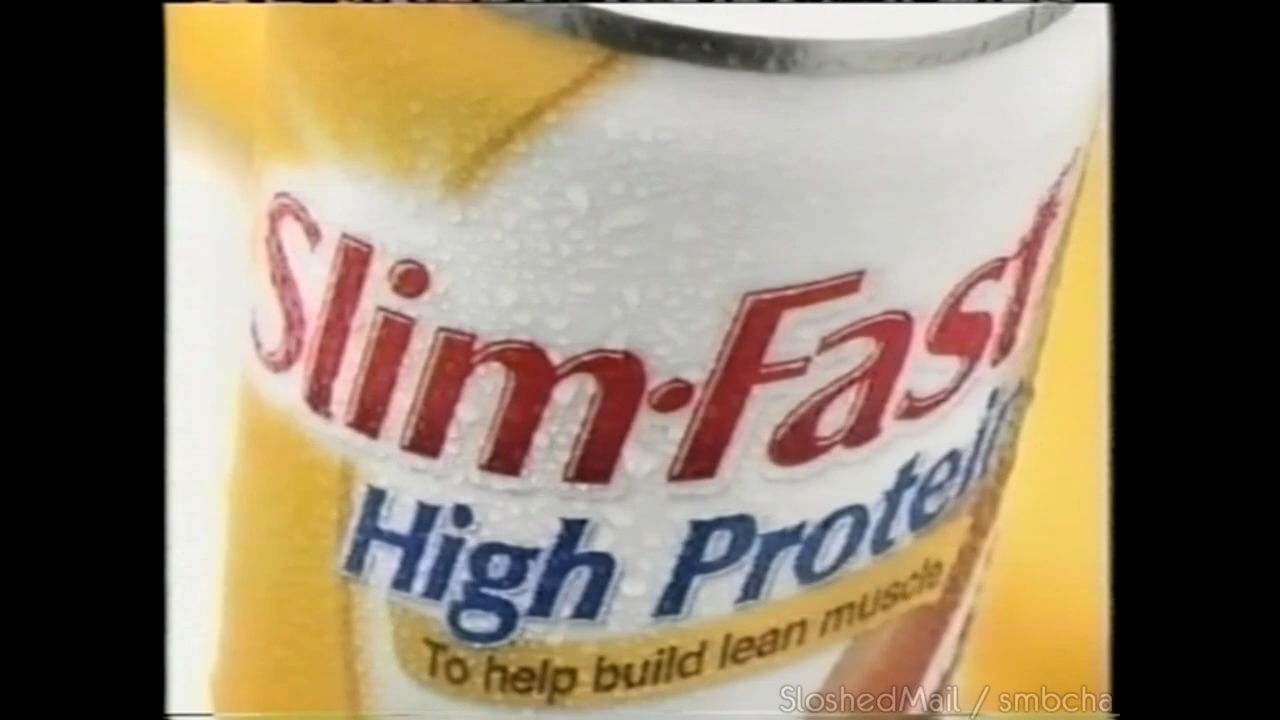 Slim·Fast
High Protein
To help build lean muscle
SloshedMail / smbcha